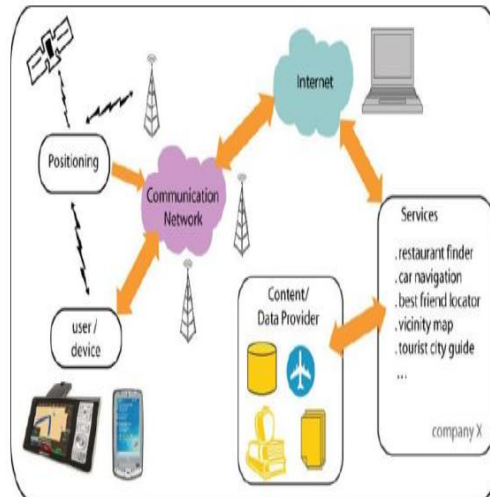 Internet
Positioning
Communication
Network
Services
. restaurant finder
. car navigation
. best friend locator
. vicinity map
. tourist city guide
...
company X
Content/
Data Provider
user /
device